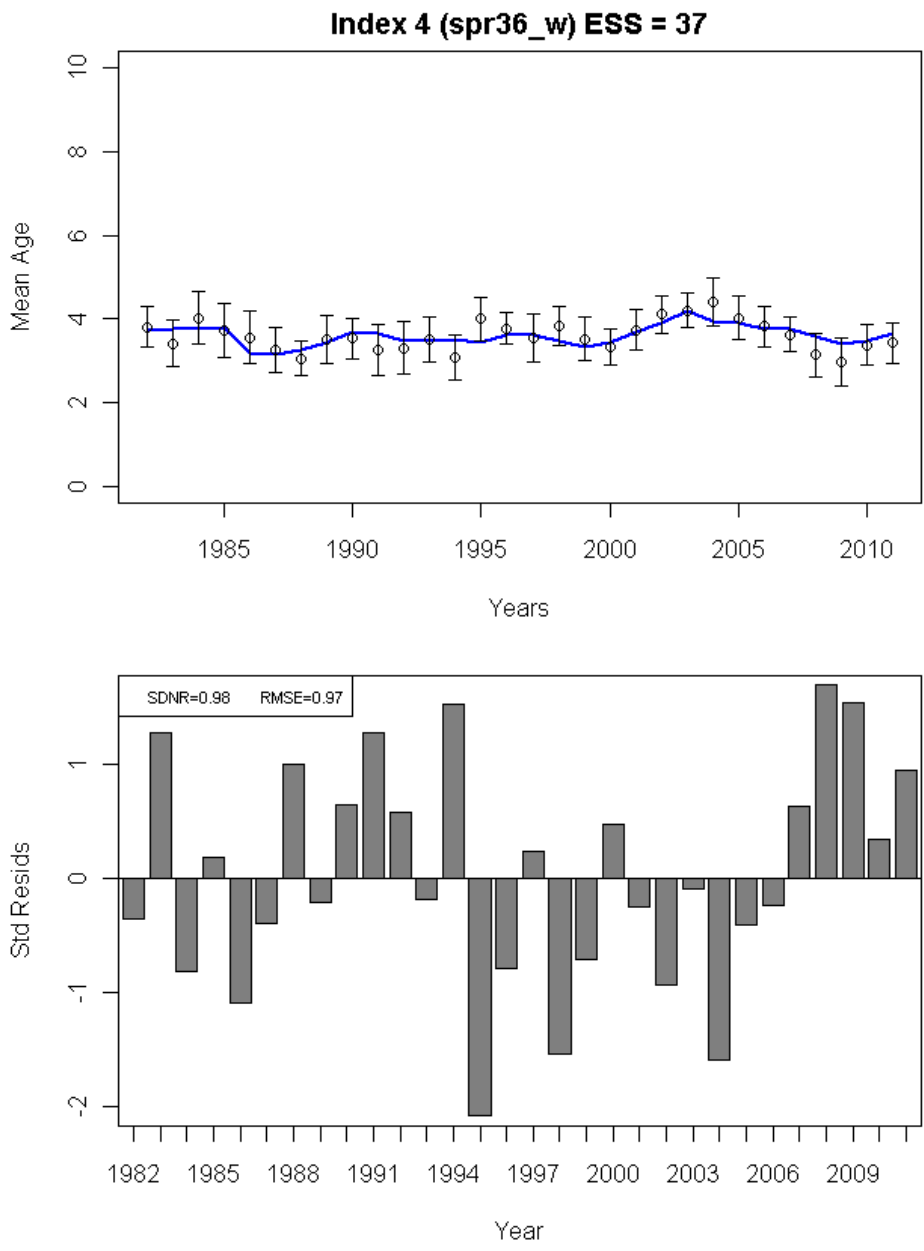 Index 4 (spr36_w) ESS = 37
10
8
6
4
2
0
Mean Age
1985 1990 1995 2000 2005 2010
Years
SDNR=0.98 RMSE=0.97
1
0
-1
-2
Std Resids
1982 1985 1988 1991 1994 1997 2000 2003 2006 2009
Year